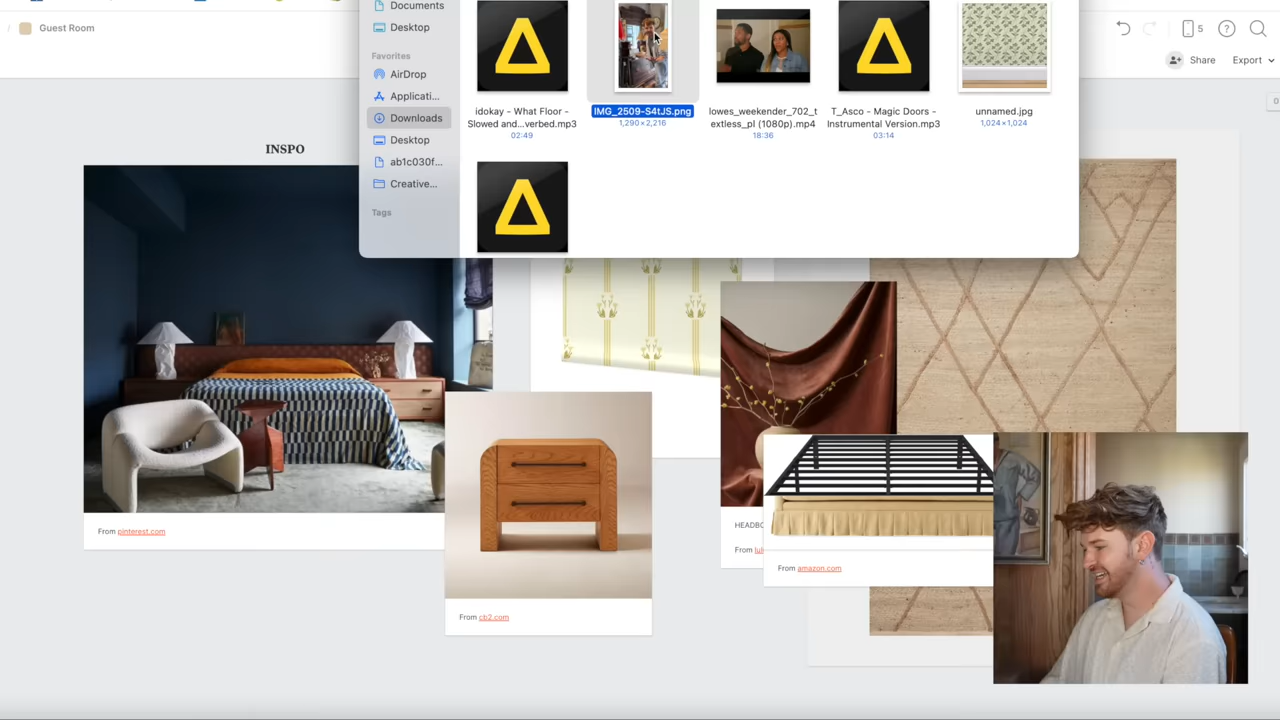 / Guest Room
5
Share
Export
Documents
Desktop
Favorites
AirDrop
Applicati...
Downloads
Desktop
ab1c030f...
Creative...
Tags
idokay - What Floor -
Slowed and...verbed.mp3
02:49
IMG_2509-S4tJS.png
1,290×2,216
lowes_weekender_702_t
extless_pl (1080p).mp4
18:36
T_Asco - Magic Doors -
Instrumental Version.mp3
03:14
unnamed.jpg
1,024×1,024
INSPO
From pinterest.com
From cb2.com
HEADBO
From lul
From amazon.com